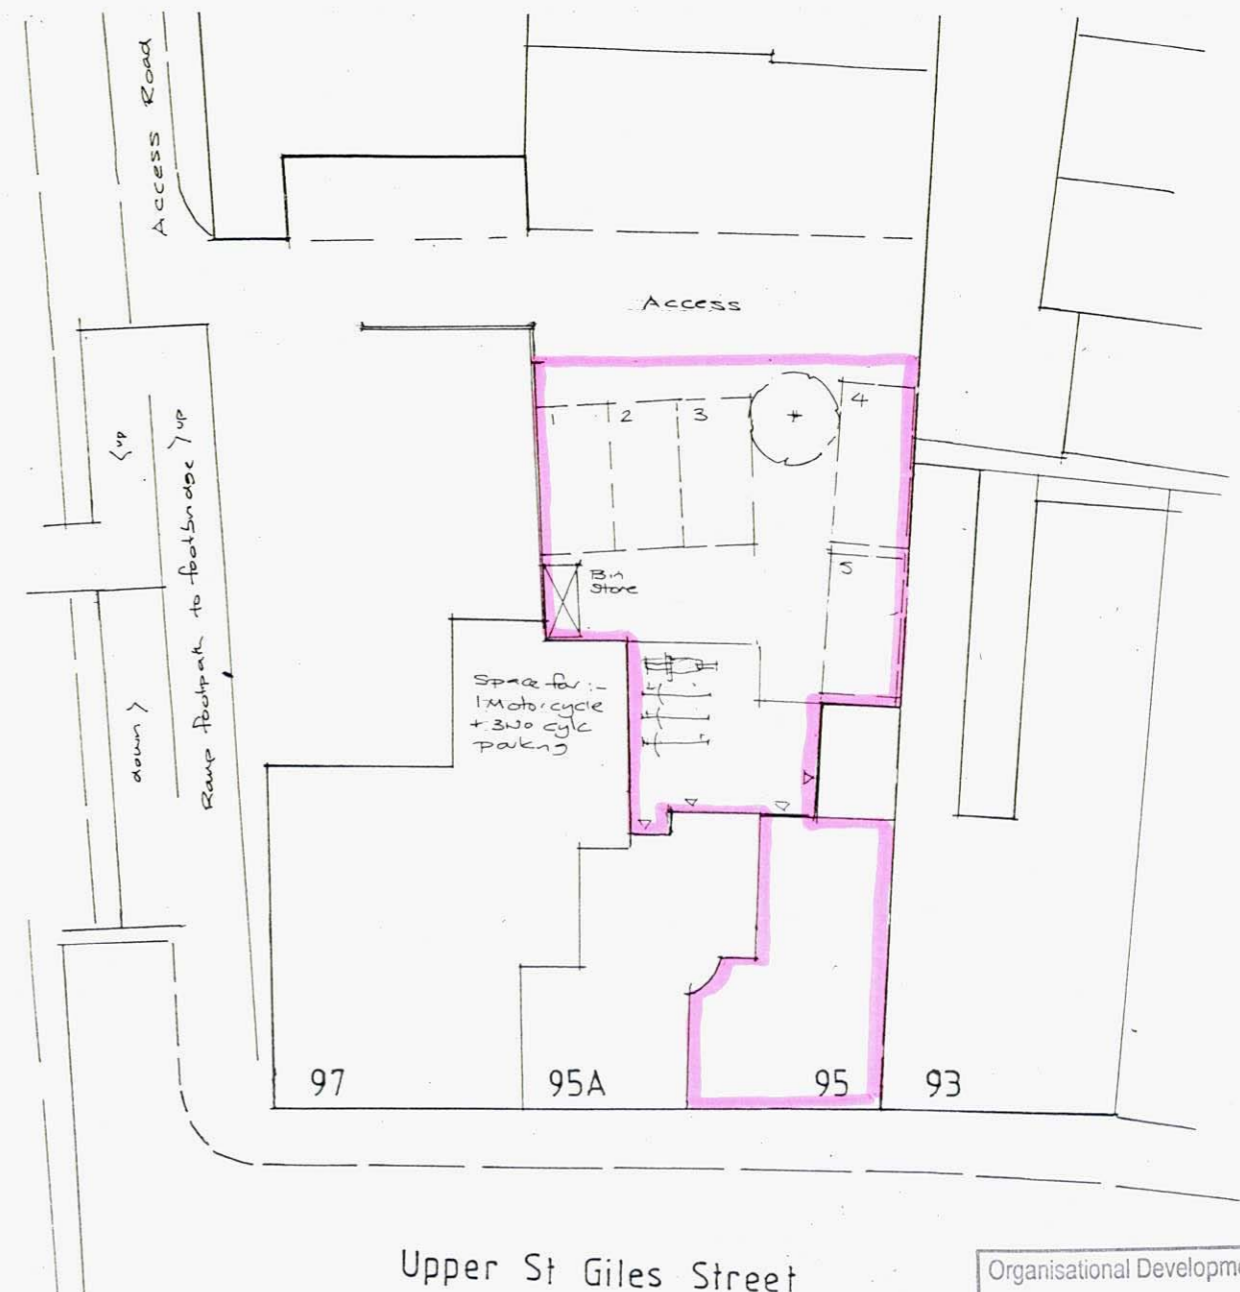 Access Road
Access
1
2
3
4
5
<up
>up
Ramp footpath to footbridge
down>
Bin
Store
Space for :-
1 Motorcycle
+ 3No cycle
parking
97
95A
95
93
Upper St Giles Street
Organisational Developme